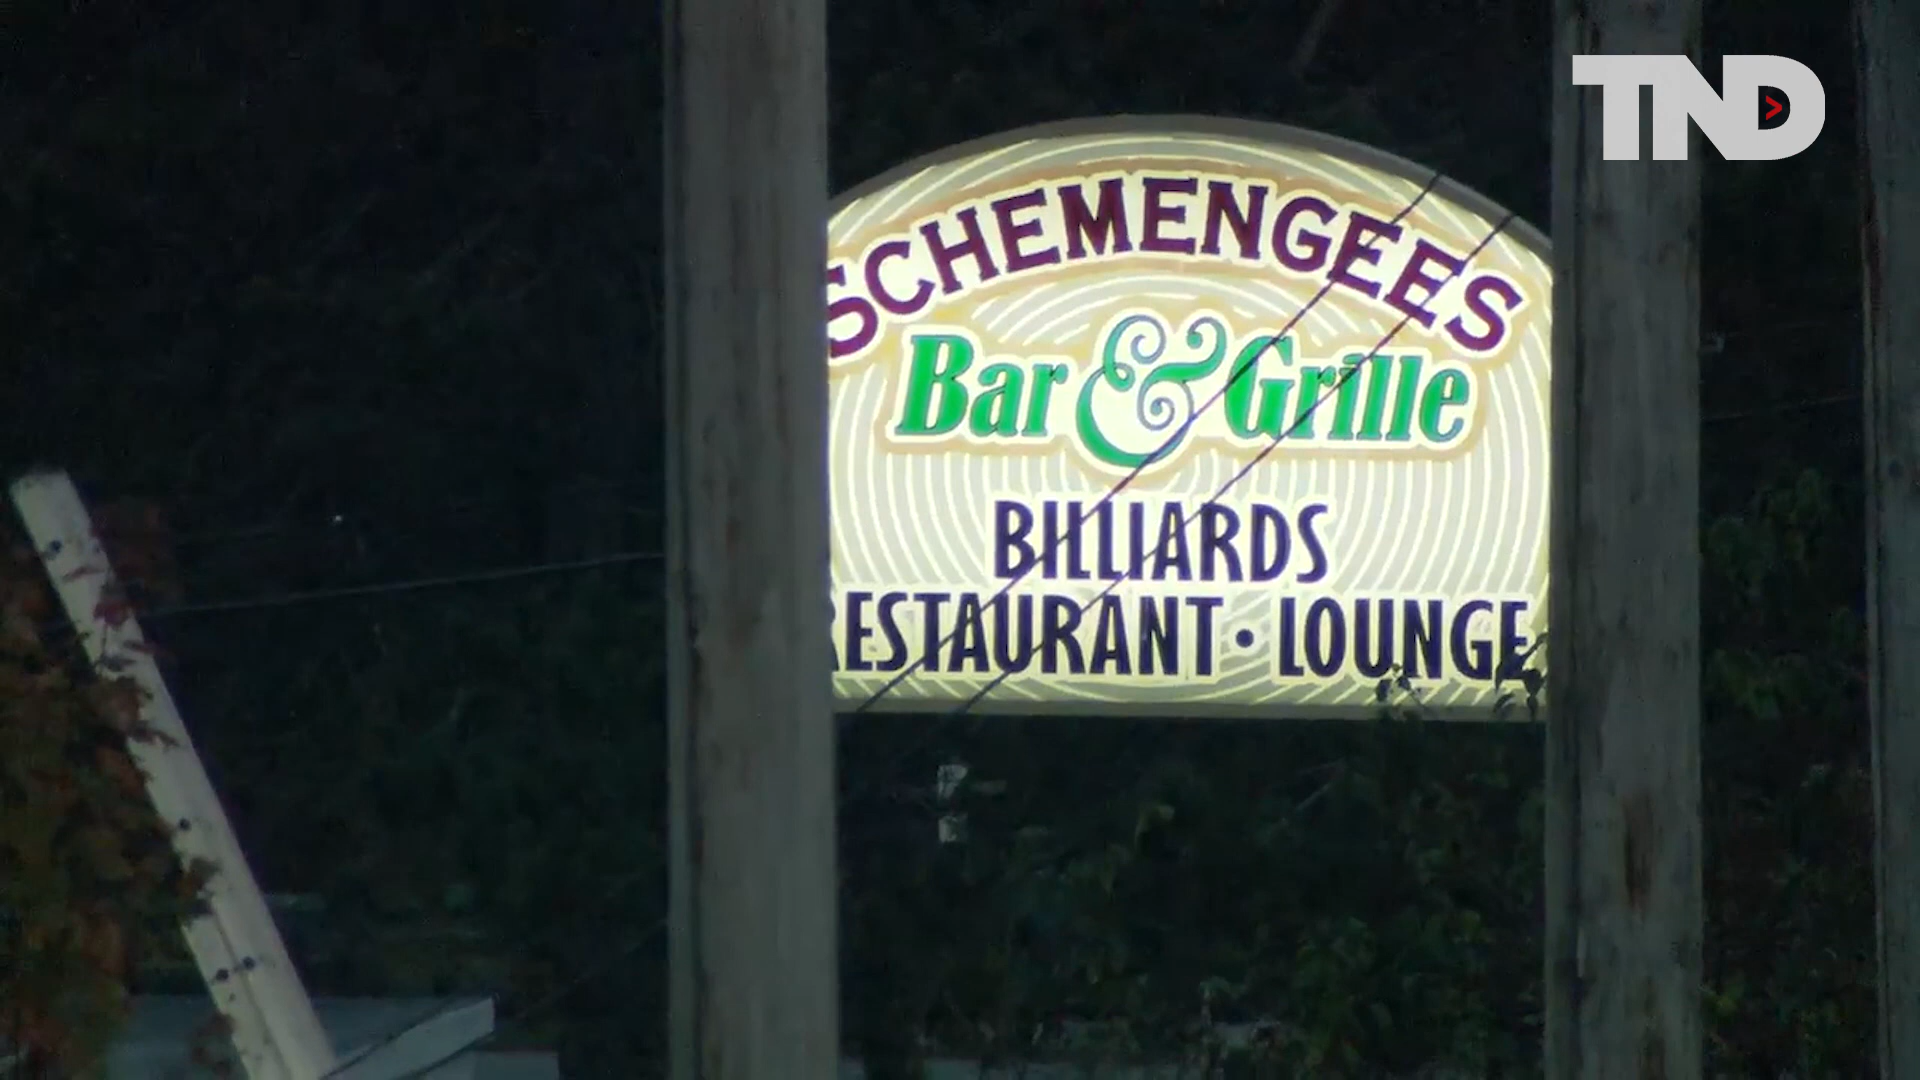 TND
SCHEMENGEES
Bar & Grille
BILLIARDS
RESTAURANT • LOUNGE